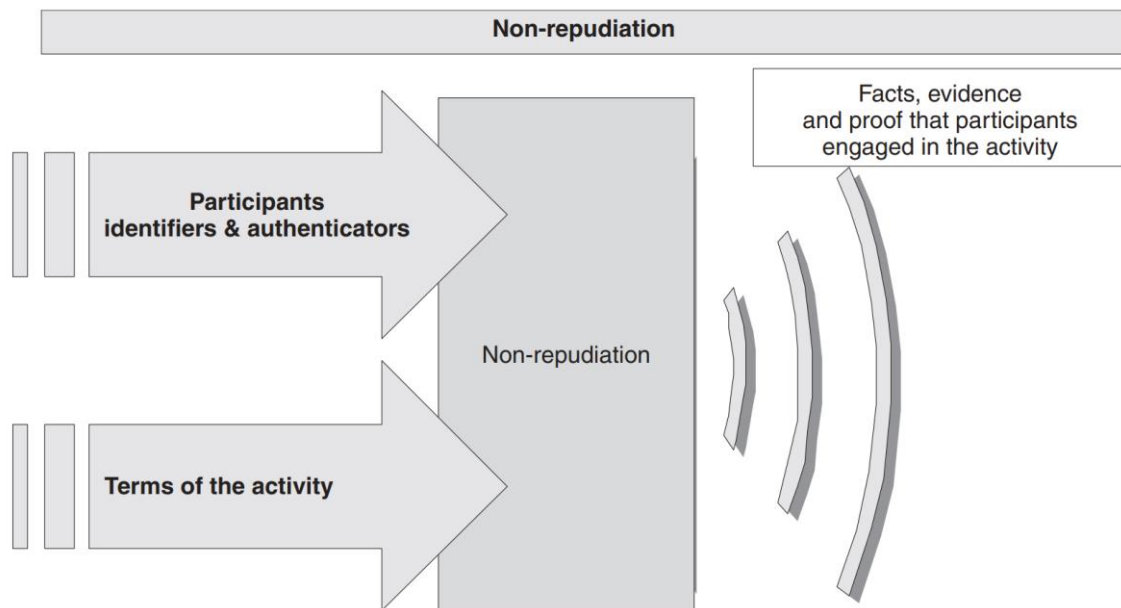 Non-repudiation
Facts, evidence
and proof that participants
engaged in the activity
Participants
identifiers & authenticators
Non-repudiation
Terms of the activity